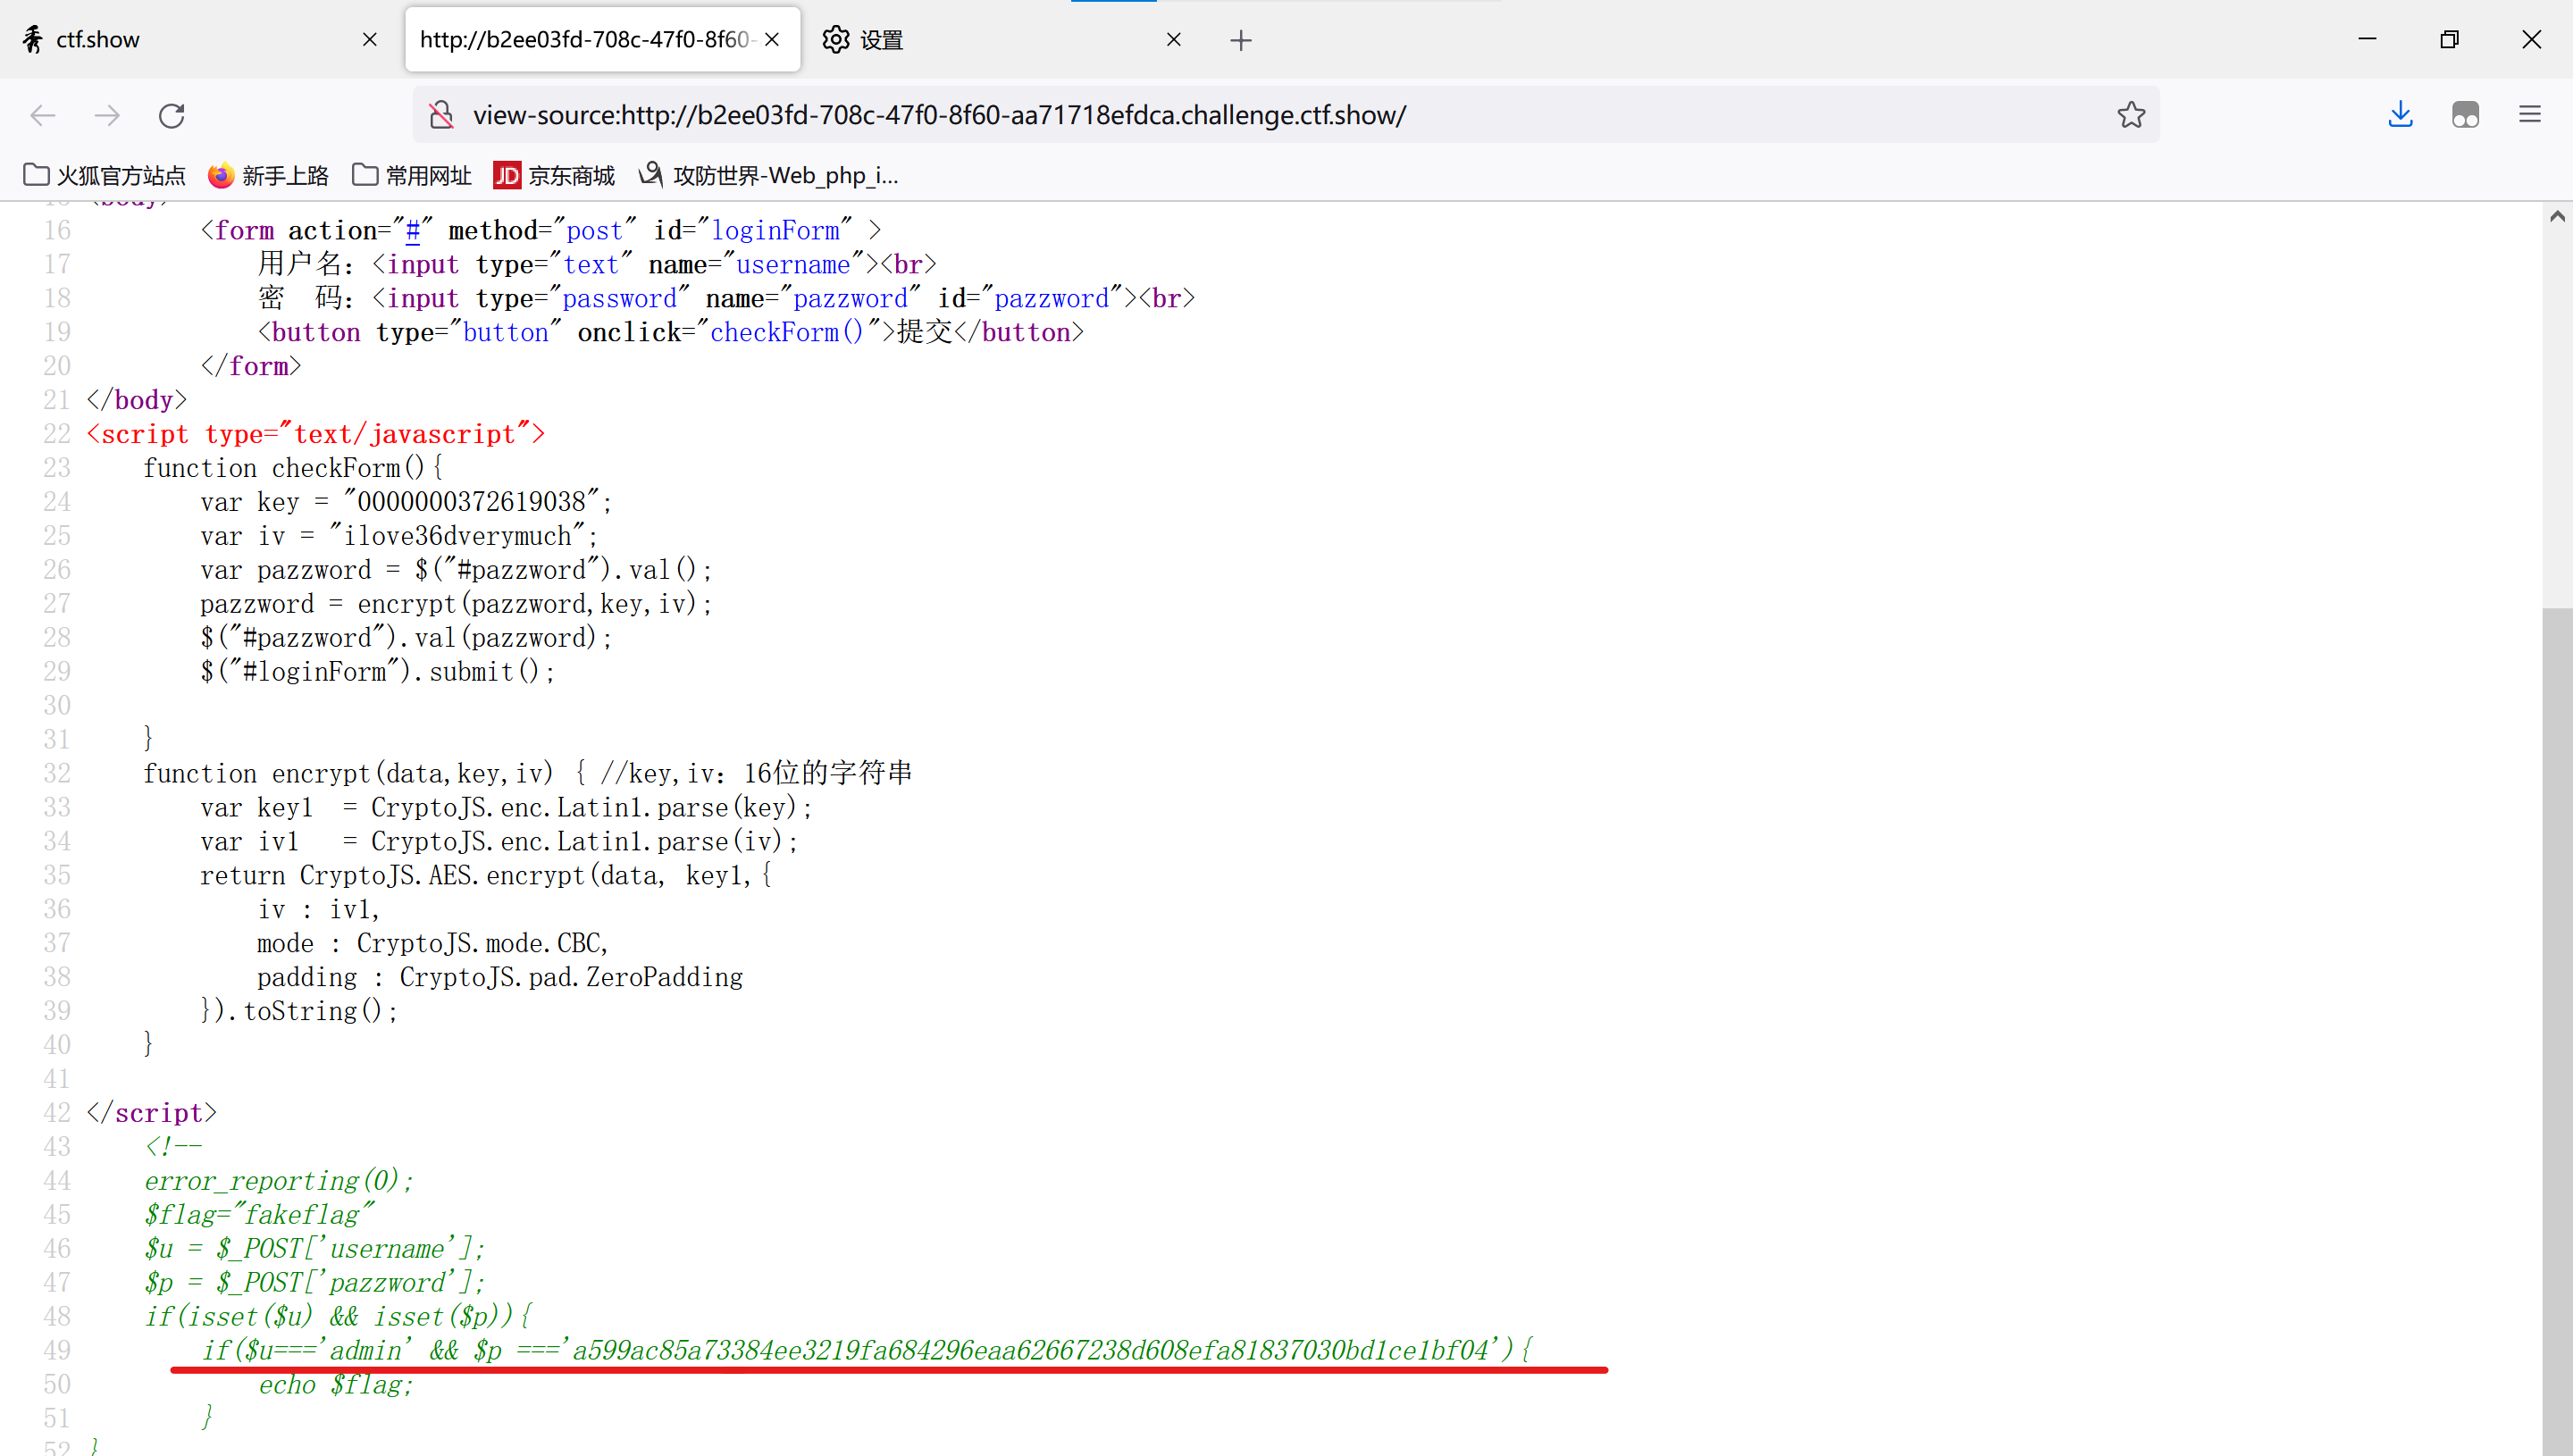 ctf.show
http://b2ee03fd-708c-47f0-8f60-
设置
view-source:http://b2ee03fd-708c-47f0-8f60-aa71718efdca.challenge.ctf.show/
火狐官方站点 新手上路 常用网址 JD 京东商城 攻防世界-Web_php_i...
15 <body>
16 <form action="#" method="post" id="loginForm" >
17 用户名：<input type="text" name="username"><br>
18 密　码：<input type="password" name="pazzword" id="pazzword"><br>
19 <button type="button" onclick="checkForm()">提交</button>
20 </form>
21 </body>
22 <script type="text/javascript">
23 function checkForm(){
24 var key = "0000000372619038";
25 var iv = "ilove36dverymuch";
26 var pazzword = $("#pazzword").val();
27 pazzword = encrypt(pazzword,key,iv);
28 $("#pazzword").val(pazzword);
29 $("#loginForm").submit();
30
31 }
32 function encrypt(data,key,iv) { //key,iv：16位的字符串
33 var key1  = CryptoJS.enc.Latin1.parse(key);
34 var iv1   = CryptoJS.enc.Latin1.parse(iv);
35 return CryptoJS.AES.encrypt(data, key1,{
36 iv : iv1,
37 mode : CryptoJS.mode.CBC,
38 padding : CryptoJS.pad.ZeroPadding
39 }).toString();
40 }
41
42 </script>
43 <!--
44 error_reporting(0);
45 $flag="fakeflag"
46 $u = $_POST['username'];
47 $p = $_POST['pazzword'];
48 if(isset($u) && isset($p)){
49 if($u==='admin' && $p ==='a599ac85a73384ee3219fa684296eaa62667238d608efa81837030bd1ce1bf04'){
50 echo $flag;
51 }
52 }